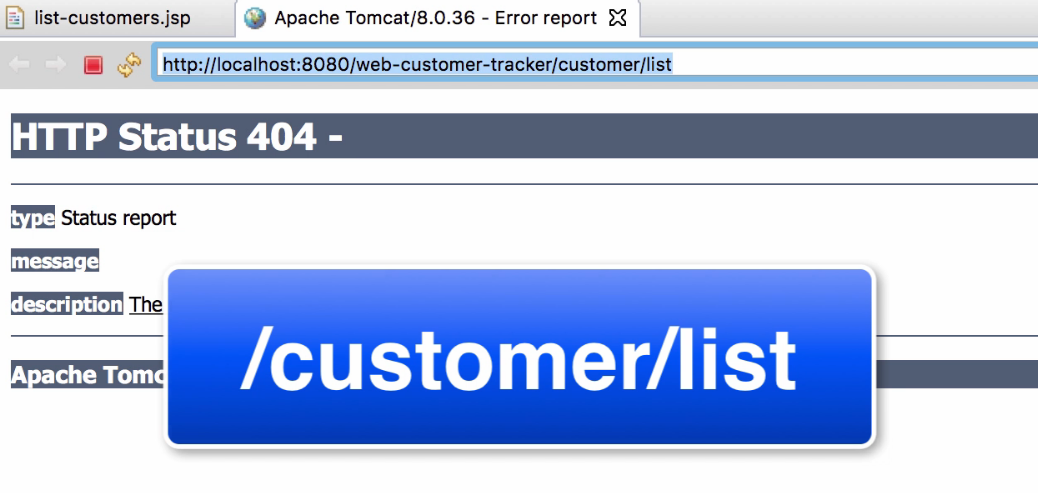 list-customers.jsp
Apache Tomcat/8.0.36 - Error report
http://localhost:8080/web-customer-tracker/customer/list
HTTP Status 404 -
type Status report
message
description The
/customer/list
Apache Tomc